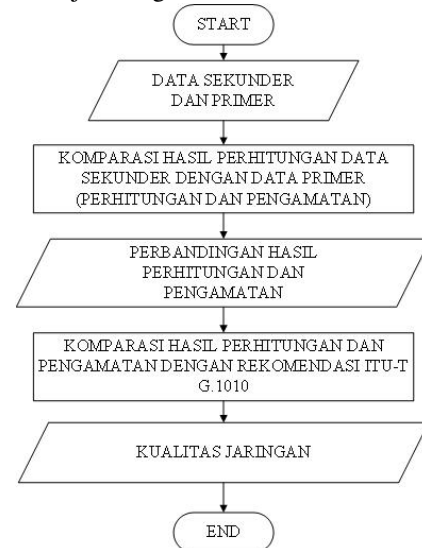 START
DATA SEKUNDER
DAN PRIMER
KOMPARASI HASIL PERHITUNGAN DATA
SEKUNDER DENGAN DATA PRIMER
(PERHITUNGAN DAN PENGAMATAN)
PERBANDINGAN HASIL
PERHITUNGAN DAN
PENGAMATAN
KOMPARASI HASIL PERHITUNGAN DAN
PENGAMATAN DENGAN REKOMENDASI ITU-T
G.1010
KUALITAS JARINGAN
END